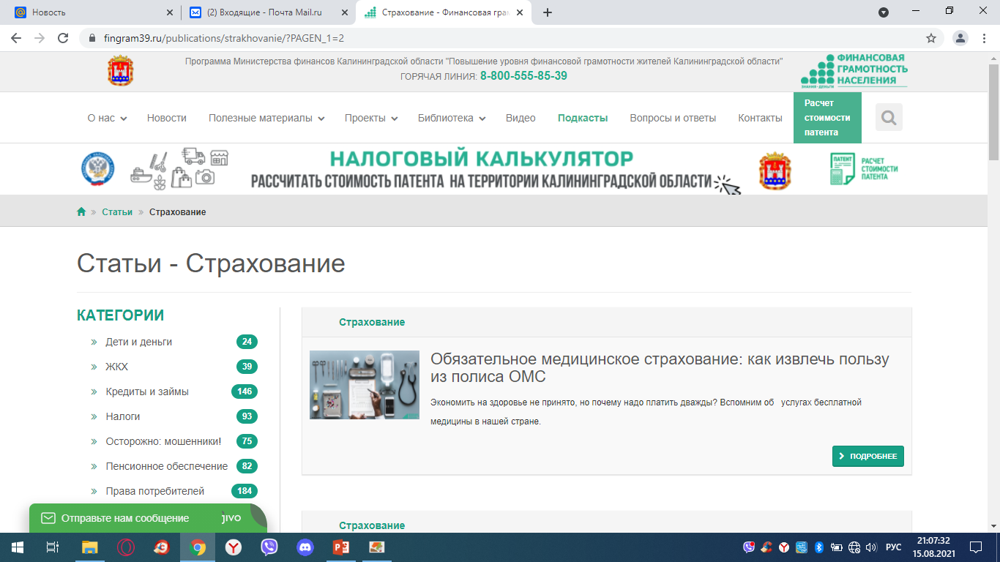 Новость
(2) Входящие - Почта Mail.ru
Страхование - Финансовая гра
fingram39.ru/publications/strakhovanie/?PAGEN_1=2
Программа Министерства финансов Калининградской области "Повышение уровня финансовой грамотности жителей Калининградской области"
ГОРЯЧАЯ ЛИНИЯ: 8-800-555-85-39
ФИНАНСОВАЯ
ГРАМОТНОСТЬ
НАСЕЛЕНИЯ
ЗНАНИЯ-ДЕНЬГИ
О нас
Новости
Полезные материалы
Проекты
Библиотека
Видео
Подкасты
Вопросы и ответы
Контакты
Расчет
стоимости
патента
НАЛОГОВЫЙ КАЛЬКУЛЯТОР
РАССЧИТАТЬ СТОИМОСТЬ ПАТЕНТА НА ТЕРРИТОРИИ КАЛИНИНГРАДСКОЙ ОБЛАСТИ
ПАТЕНТ
РАСЧЕТ
СТОИМОСТИ
ПАТЕНТА
» Статьи » Страхование
Статьи - Страхование
КАТЕГОРИИ
» Дети и деньги 24
» ЖКХ 39
» Кредиты и займы 146
» Налоги 93
» Осторожно: мошенники! 75
» Пенсионное обеспечение 82
» Права потребителей 184
Страхование
Обязательное медицинское страхование: как извлечь пользу
из полиса ОМС
Экономить на здоровье не принято, но почему надо платить дважды? Вспомним об услугах бесплатной
медицины в нашей стране.
ПОДРОБНЕЕ
Страхование
Отправьте нам сообщение
jivo
РУС
21:07:32
15.08.2021